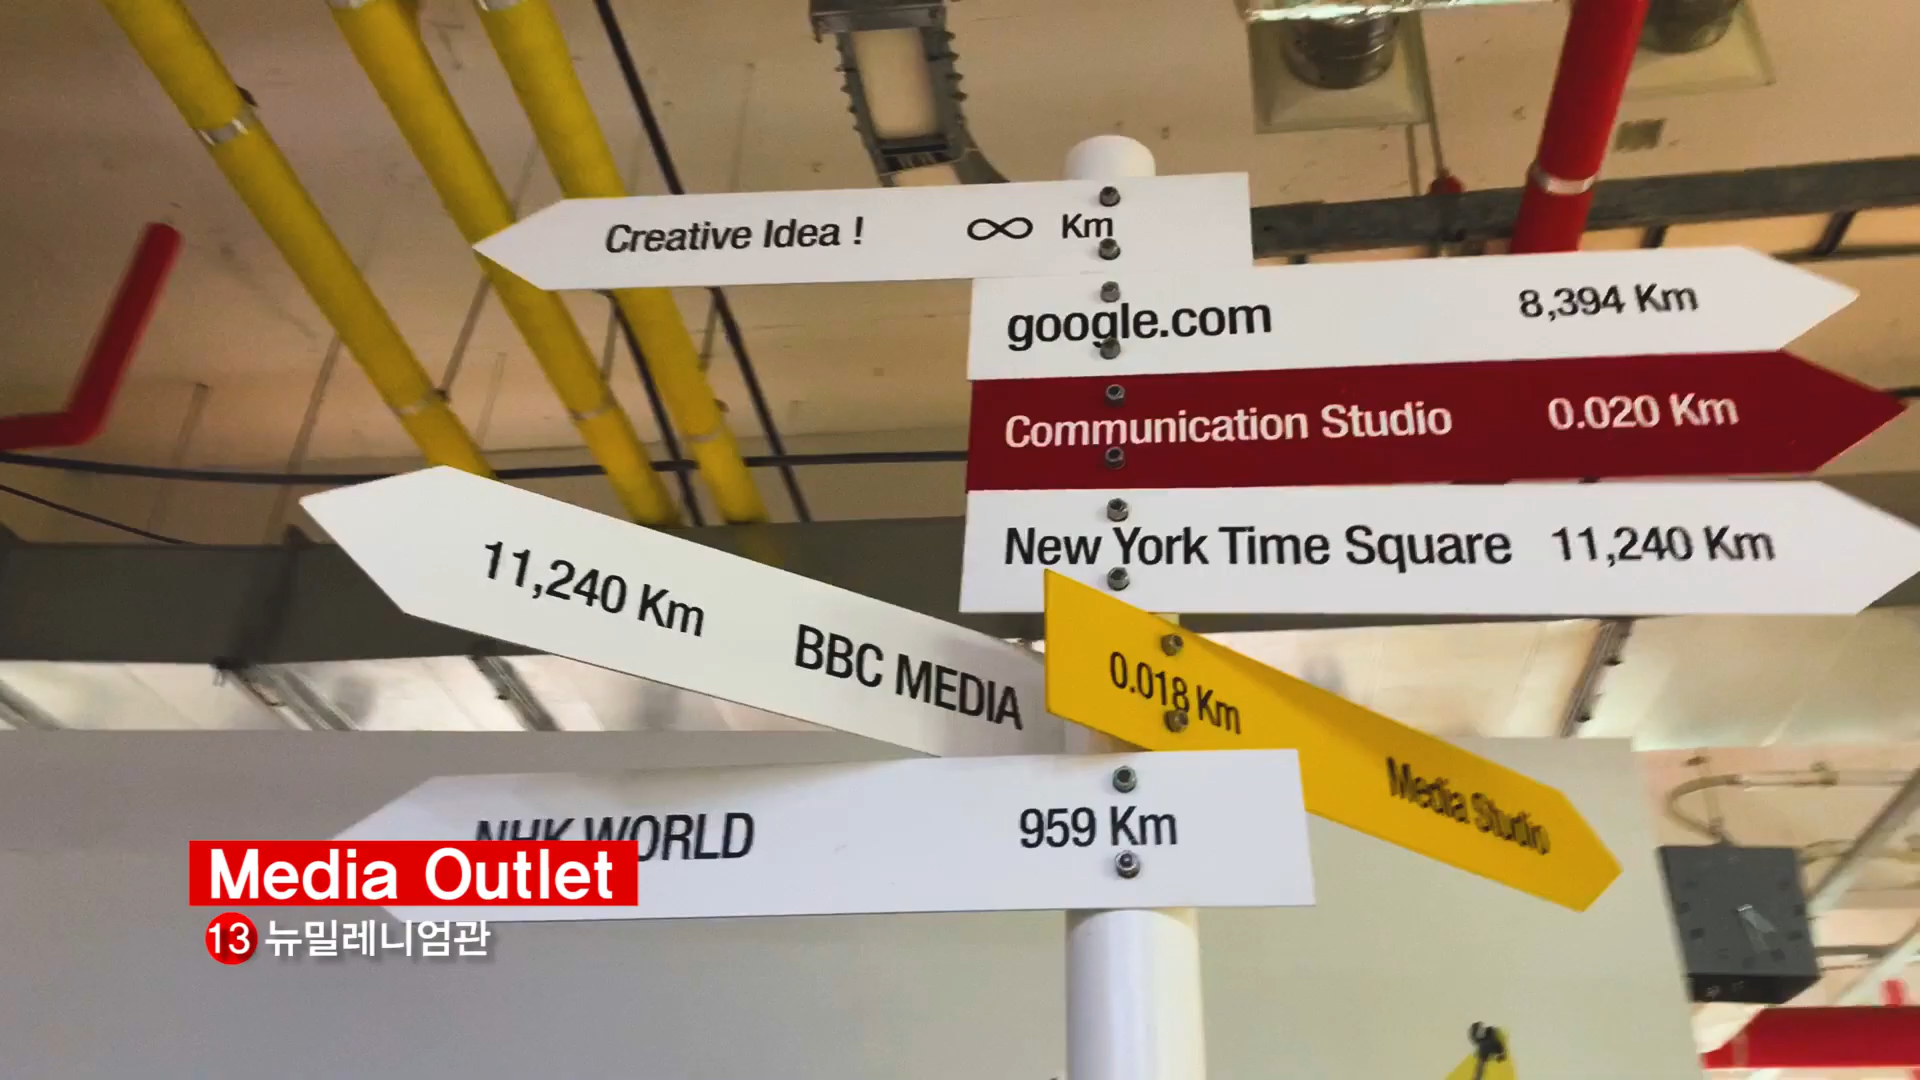 Creative Idea ! ∞ Km
google.com 8,394 Km
Communication Studio 0.020 Km
New York Time Square 11,240 Km
11,240 Km BBC MEDIA
0.018 Km Media Studio
NHK WORLD 959 Km
Media Outlet
13 뉴밀레니엄관